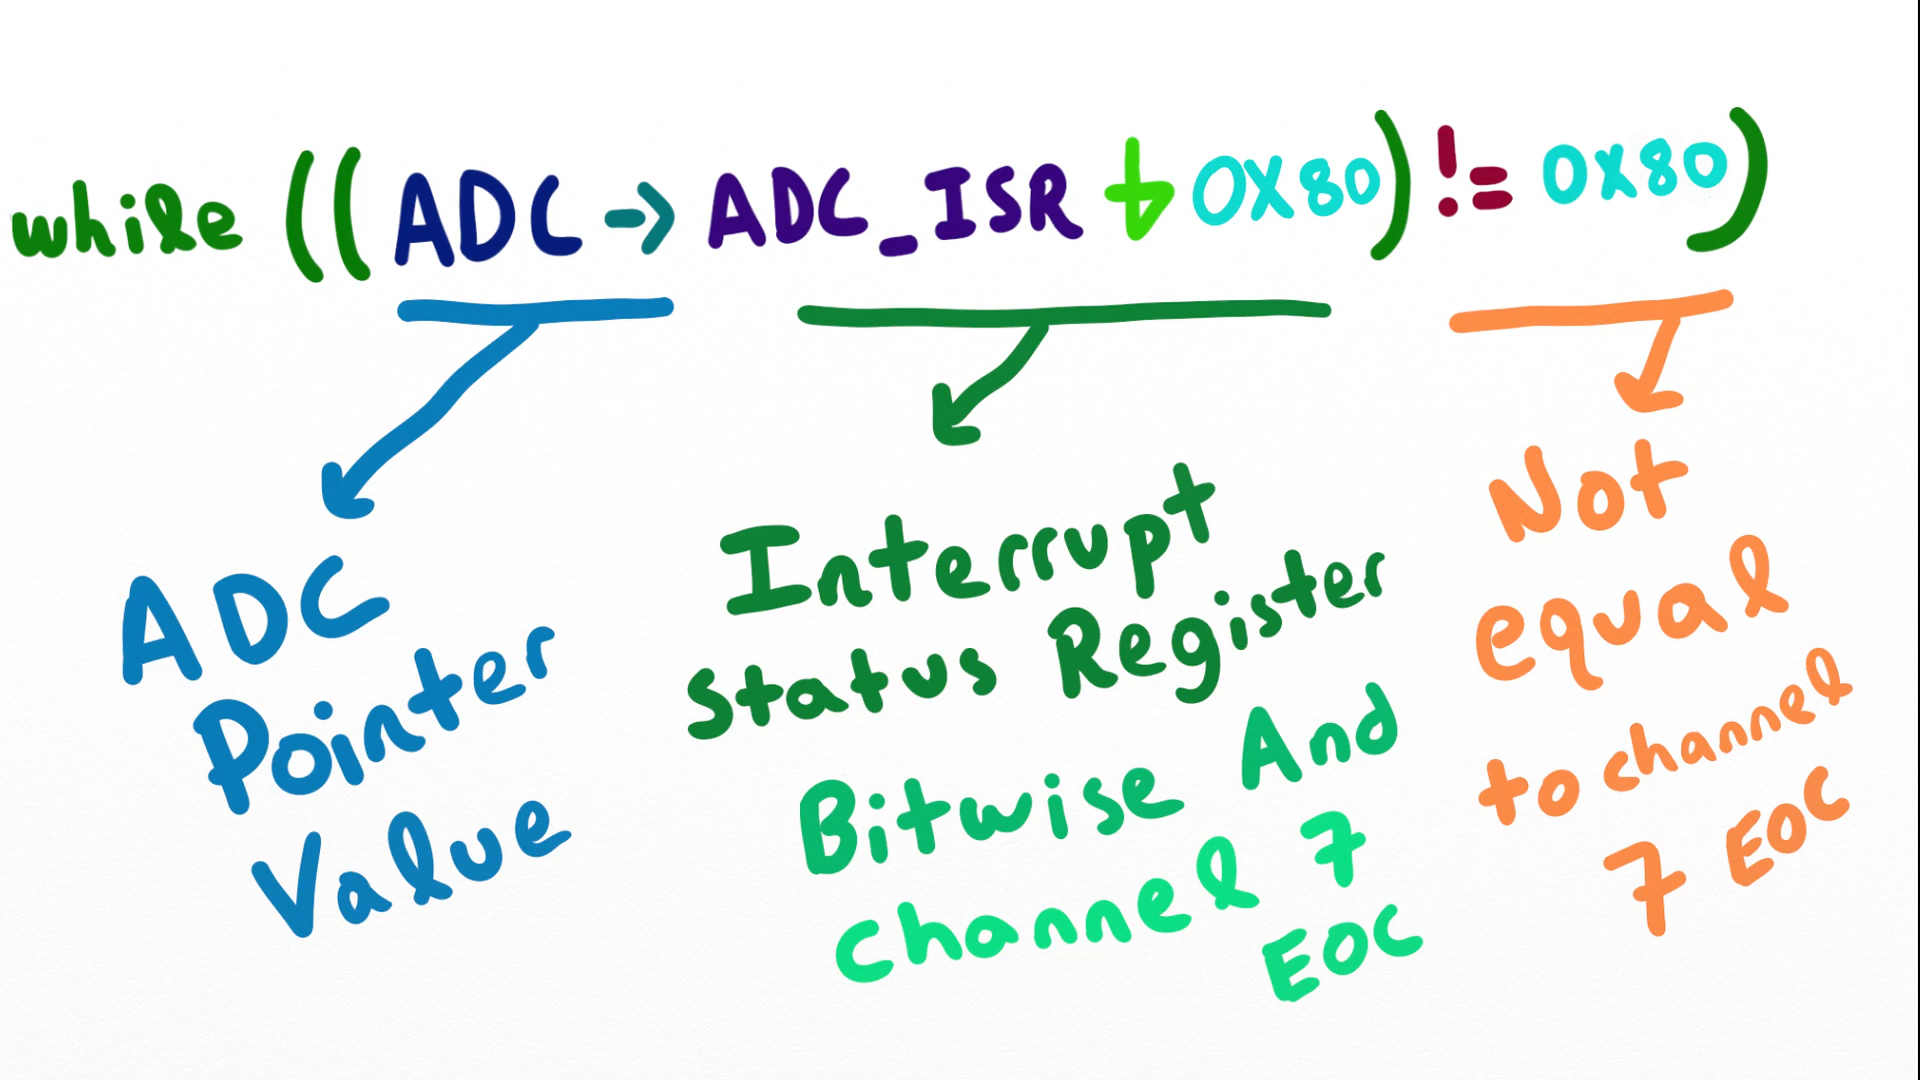 while ((ADC -> ADC_ISR & 0X80) != 0X80)
ADC
Pointer
Value
Interrupt
Status Register
Bitwise And
channel 7
EOC
Not
equal
to channel
7 EOC